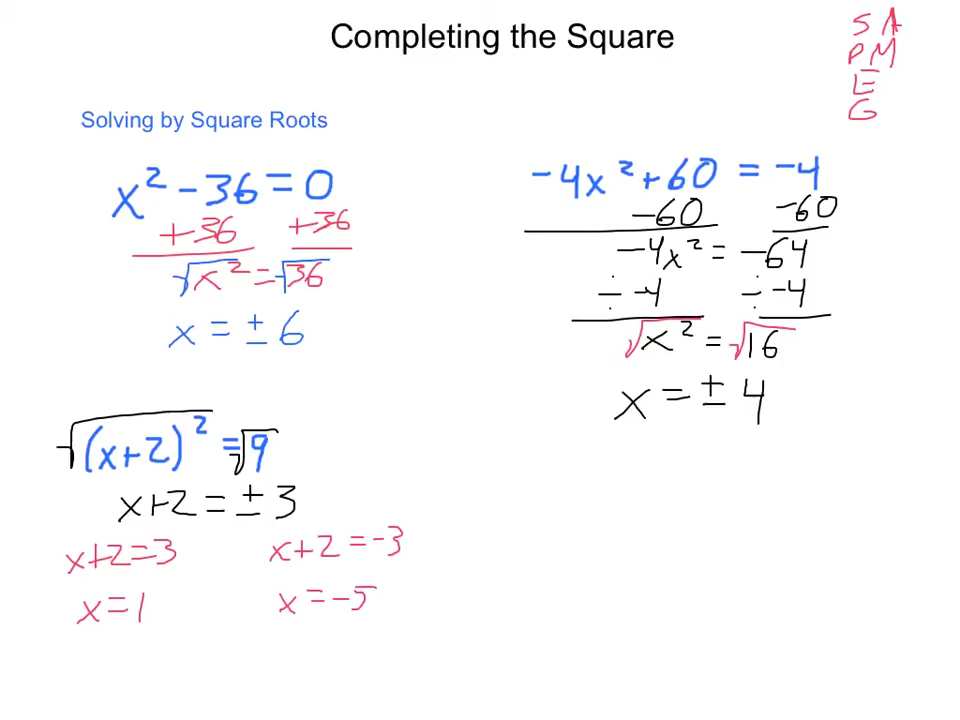 Completing the Square
S A
P M
E
G
Solving by Square Roots
x² - 36 = 0
+36 +36
√x² = √36
x = ± 6
-4x² + 60 = -4
-60 -60
-4x² = -64
÷ -4 ÷ -4
√x² = √16
x = ± 4
√(x+2)² = √9
x+2 = ± 3
x+2=3 x+2 = -3
x=1 x = -5